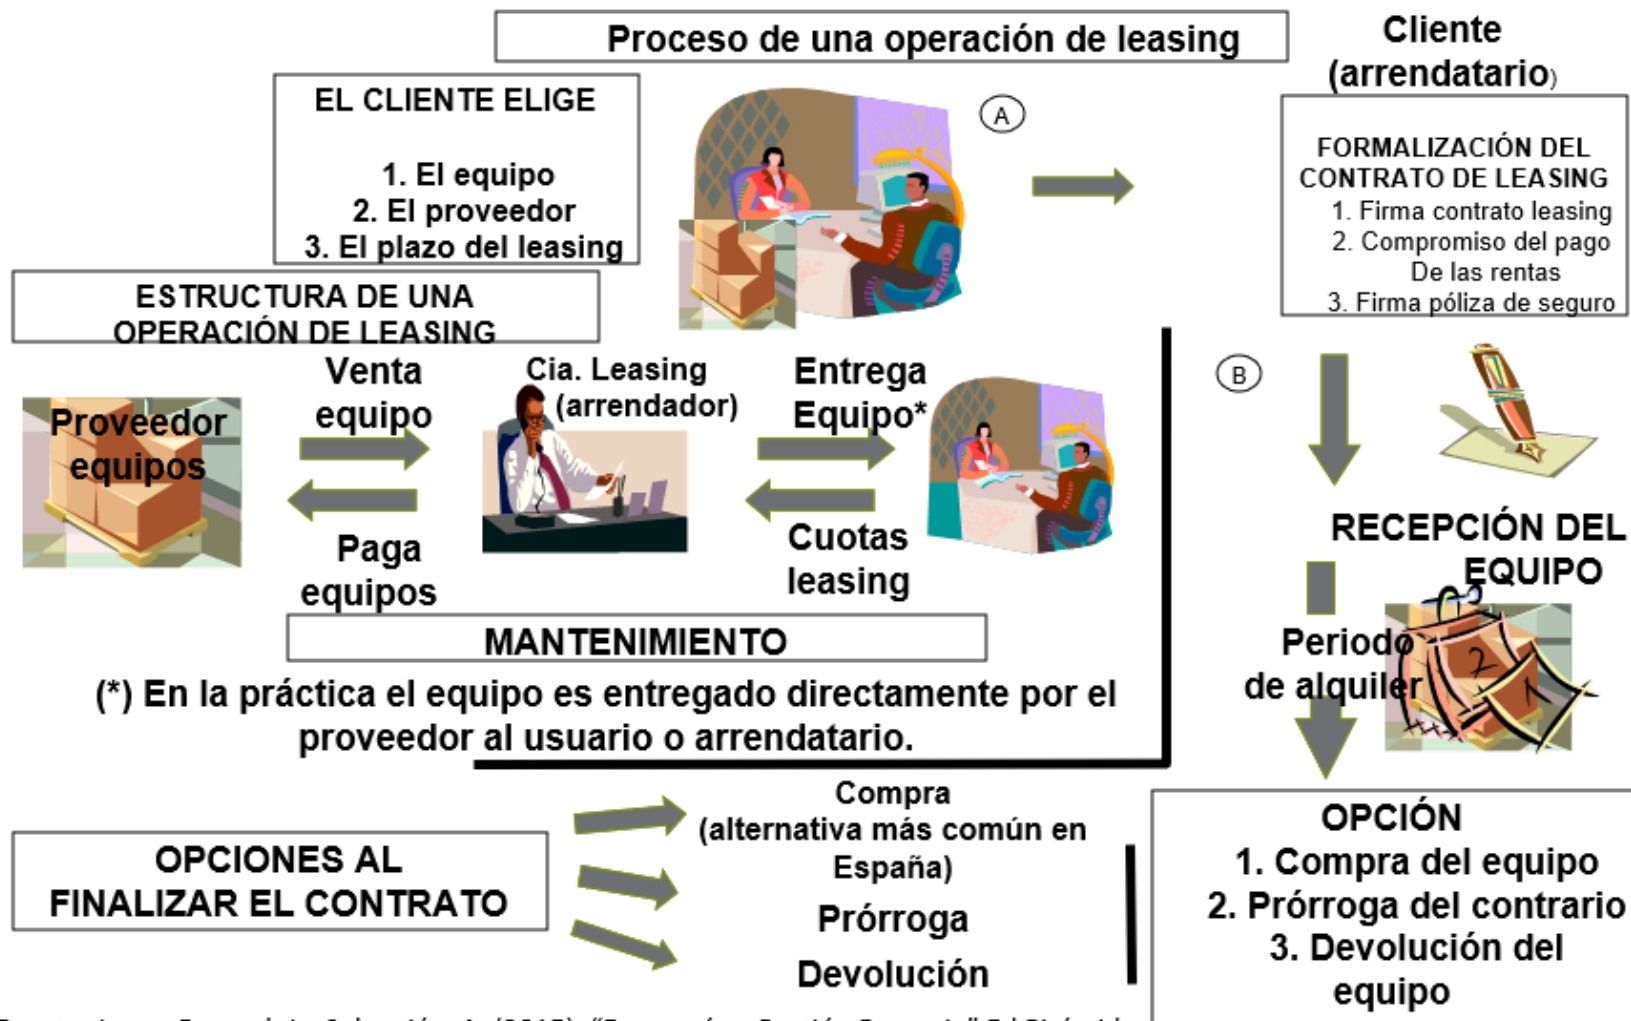 Proceso de una operación de leasing
Cliente
(arrendatario)
EL CLIENTE ELIGE
1. El equipo
2. El proveedor
3. El plazo del leasing
A
FORMALIZACIÓN DEL
CONTRATO DE LEASING
1. Firma contrato leasing
2. Compromiso del pago
De las rentas
3. Firma póliza de seguro
ESTRUCTURA DE UNA
OPERACIÓN DE LEASING
Proveedor
equipos
Venta
equipo
Paga
equipos
Cia. Leasing
(arrendador)
Entrega
Equipo*
Cuotas
leasing
B
RECEPCIÓN DEL
EQUIPO
Periodo
de alquiler
2
1
MANTENIMIENTO
(*) En la práctica el equipo es entregado directamente por el
proveedor al usuario o arrendatario.
OPCIONES AL
FINALIZAR EL CONTRATO
Compra
(alternativa más común en
España)
Prórroga
Devolución
OPCIÓN
1. Compra del equipo
2. Prórroga del contrario
3. Devolución del
equipo